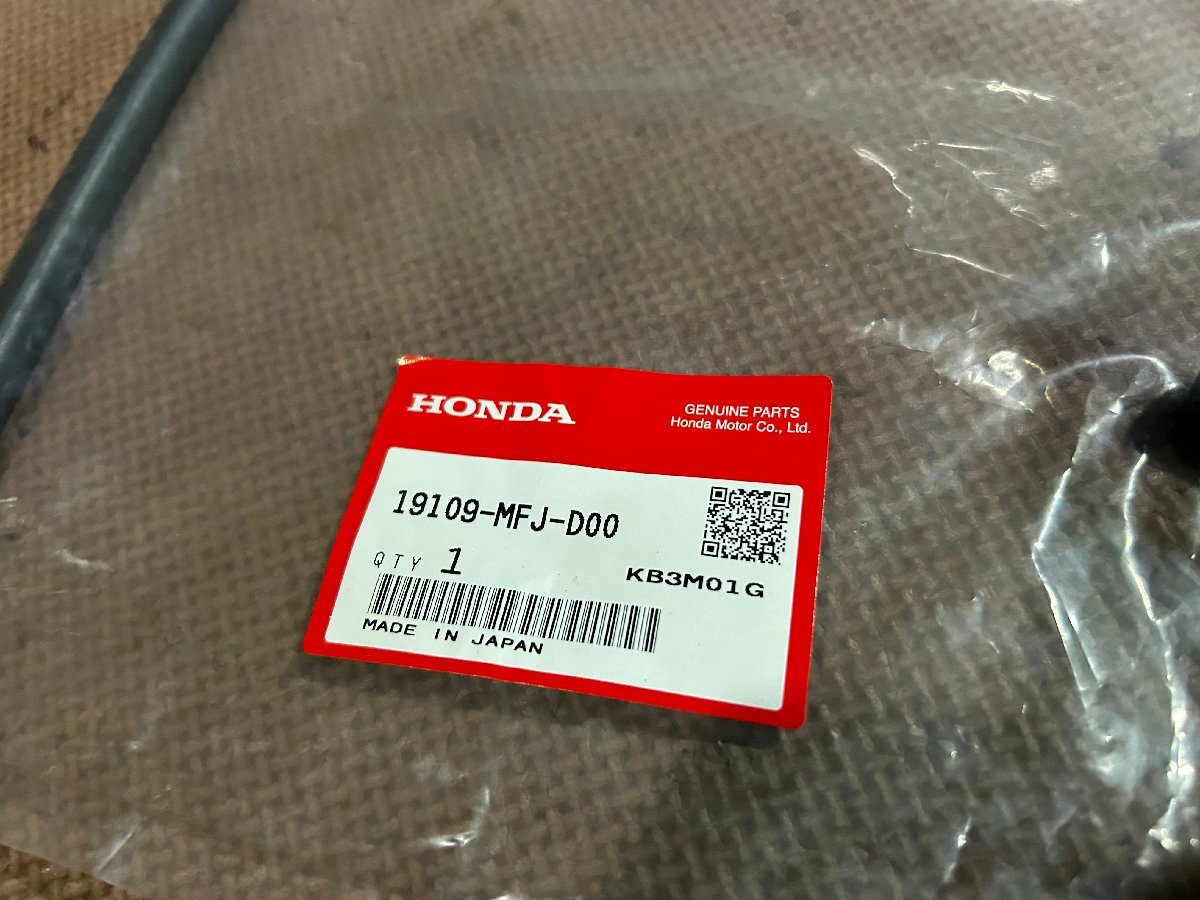 HONDA
GENUINE PARTS
Honda Motor Co., Ltd.
19109-MFJ-D00
QTY 1
KB3M01G
MADE IN JAPAN